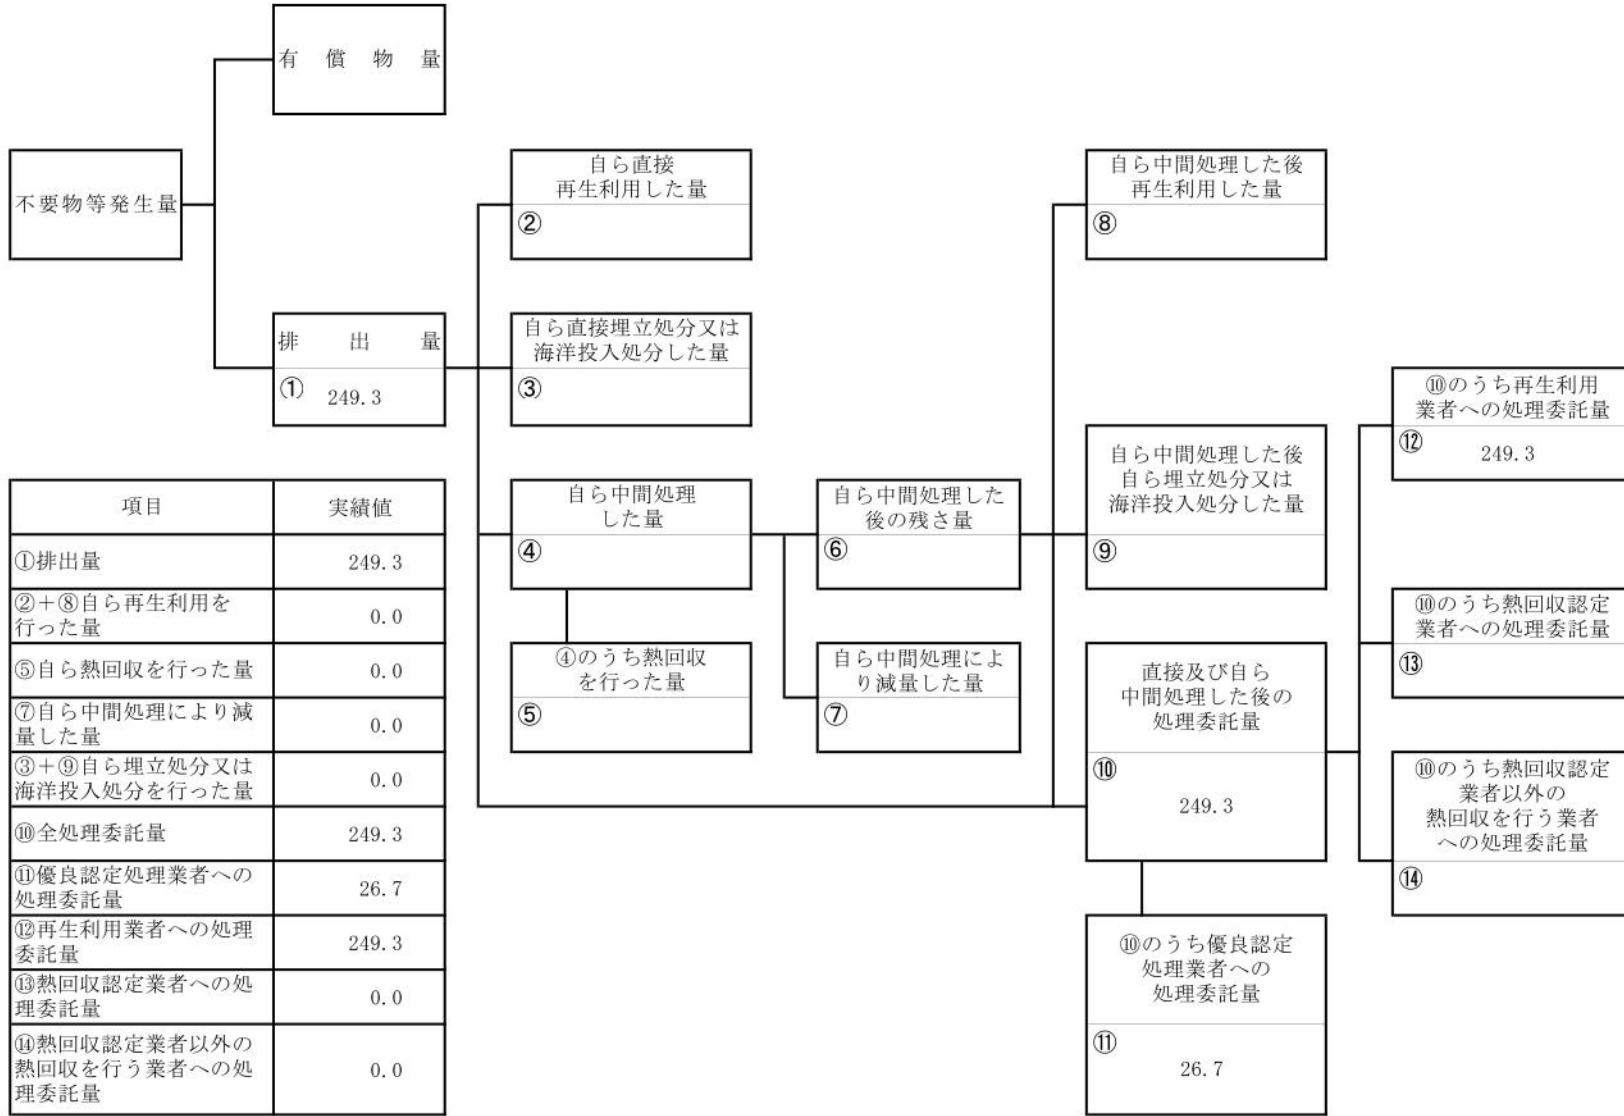 有償物量
不要物等発生量
排出量
①
249.3
自ら直接
再生利用した量
②
自ら直接埋立処分又は
海洋投入処分した量
③
自ら中間処理
した量
④
④のうち熱回収
を行った量
⑤
自ら中間処理した
後の残さ量
⑥
自ら中間処理によ
り減量した量
⑦
自ら中間処理した後
再生利用した量
⑧
自ら中間処理した後
自ら埋立処分又は
海洋投入処分した量
⑨
直接及び自ら
中間処理した後の
処理委託量
⑩
249.3
⑩のうち優良認定
処理業者への
処理委託量
⑪
26.7
⑩のうち再生利用
業者への処理委託量
⑫
249.3
⑩のうち熱回収認定
業者への処理委託量
⑬
⑩のうち熱回収認定
業者以外の
熱回収を行う業者
への処理委託量
⑭
項目 実績値
①排出量 249.3
②+⑧自ら再生利用を
行った量 0.0
⑤自ら熱回収を行った量 0.0
⑦自ら中間処理により減
量した量 0.0
③+⑨自ら埋立処分又は
海洋投入処分を行った量 0.0
⑩全処理委託量 249.3
⑪優良認定処理業者への
処理委託量 26.7
⑫再生利用業者への処理
委託量 249.3
⑬熱回収認定業者への処
理委託量 0.0
⑭熱回収認定業者以外の
熱回収を行う業者への処
理委託量 0.0